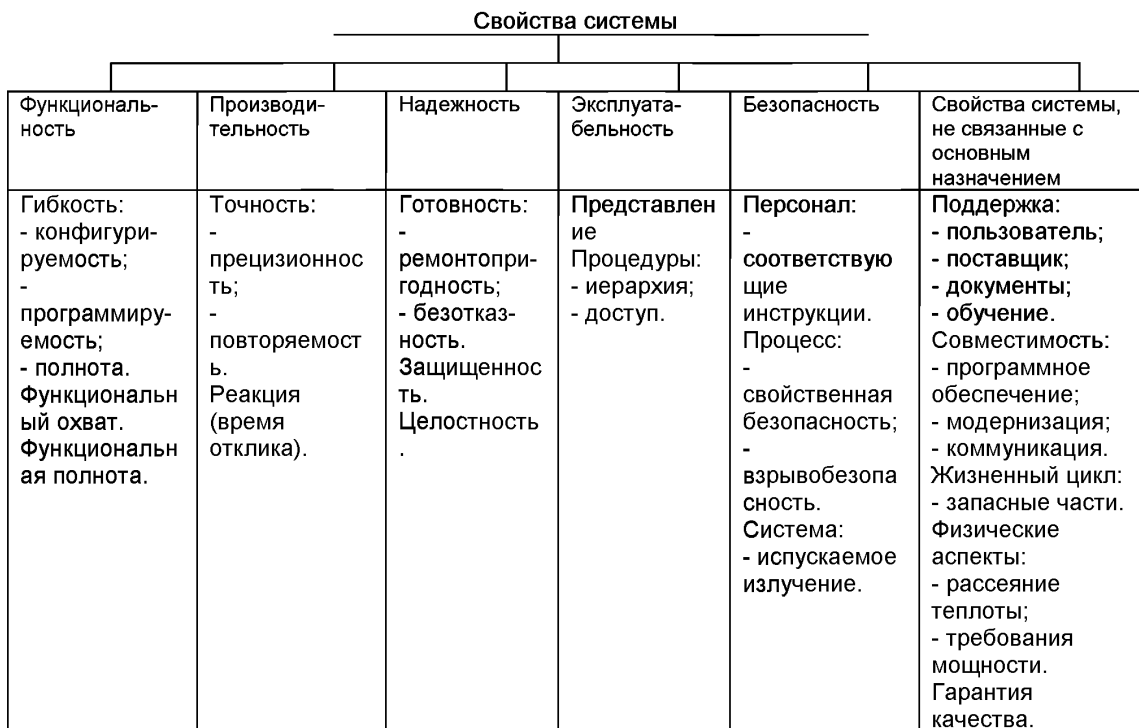 Свойства системы
Функциональ-
ность
Производи-
тельность
Надежность
Эксплуата-
бельность
Безопасность
Свойства системы,
не связанные с
основным
назначением
Гибкость:
- конфигури-
руемость;
-
программиру-
емость;
- полнота.
Функциональн
ый охват.
Функциональн
ая полнота.
Точность:
-
прецизионнос
ть;
-
повторяемост
ь.
Реакция
(время
отклика).
Готовность:
-
ремонтопри-
годность;
- безотказ-
ность.
Защищеннос
ть.
Целостность
.
Представлен
ие
Процедуры:
- иерархия;
- доступ.
Персонал:
-
соответствую
щие
инструкции.
Процесс:
-
свойственная
безопасность;
-
взрывобезопа
сность.
Система:
- испускаемое
излучение.
Поддержка:
- пользователь;
- поставщик;
- документы;
- обучение.
Совместимость:
- программное
обеспечение;
- модернизация;
- коммуникация.
Жизненный цикл:
- запасные части.
Физические
аспекты:
- рассеяние
теплоты;
- требования
мощности.
Гарантия
качества.